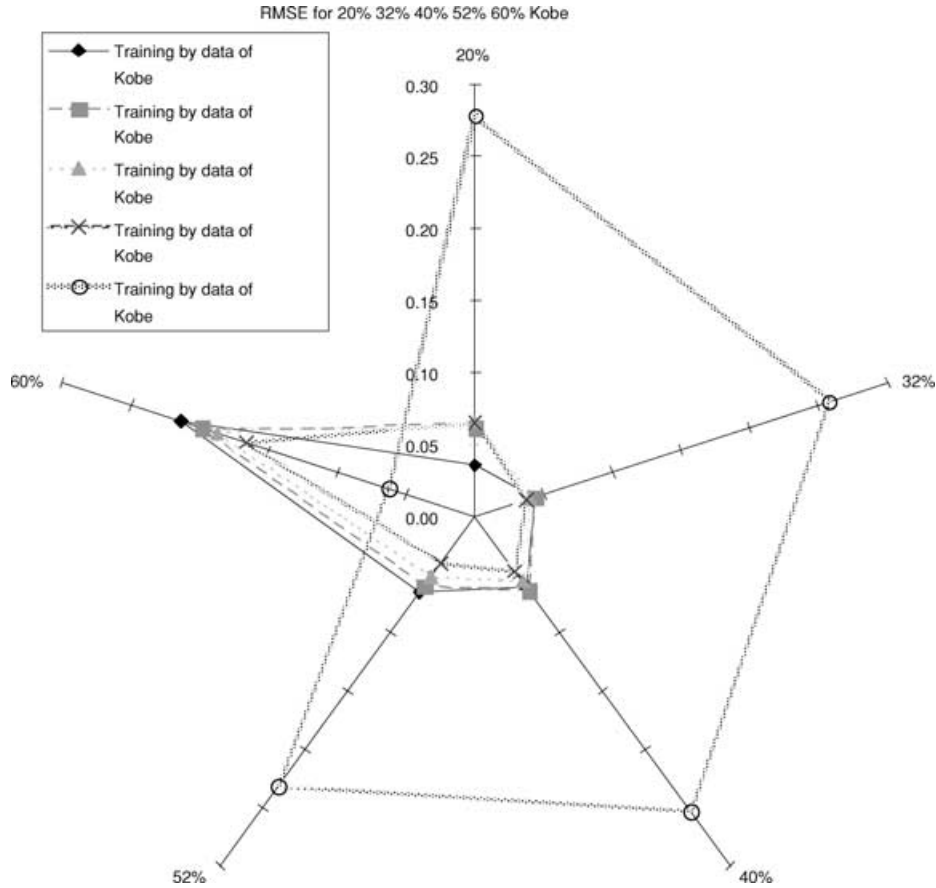 RMSE for 20% 32% 40% 52% 60% Kobe
Training by data of
Kobe
Training by data of
Kobe
Training by data of
Kobe
Training by data of
Kobe
Training by data of
Kobe
20%
0.30
0.25
0.20
0.15
0.10
0.05
0.00
60%
32%
52%
40%